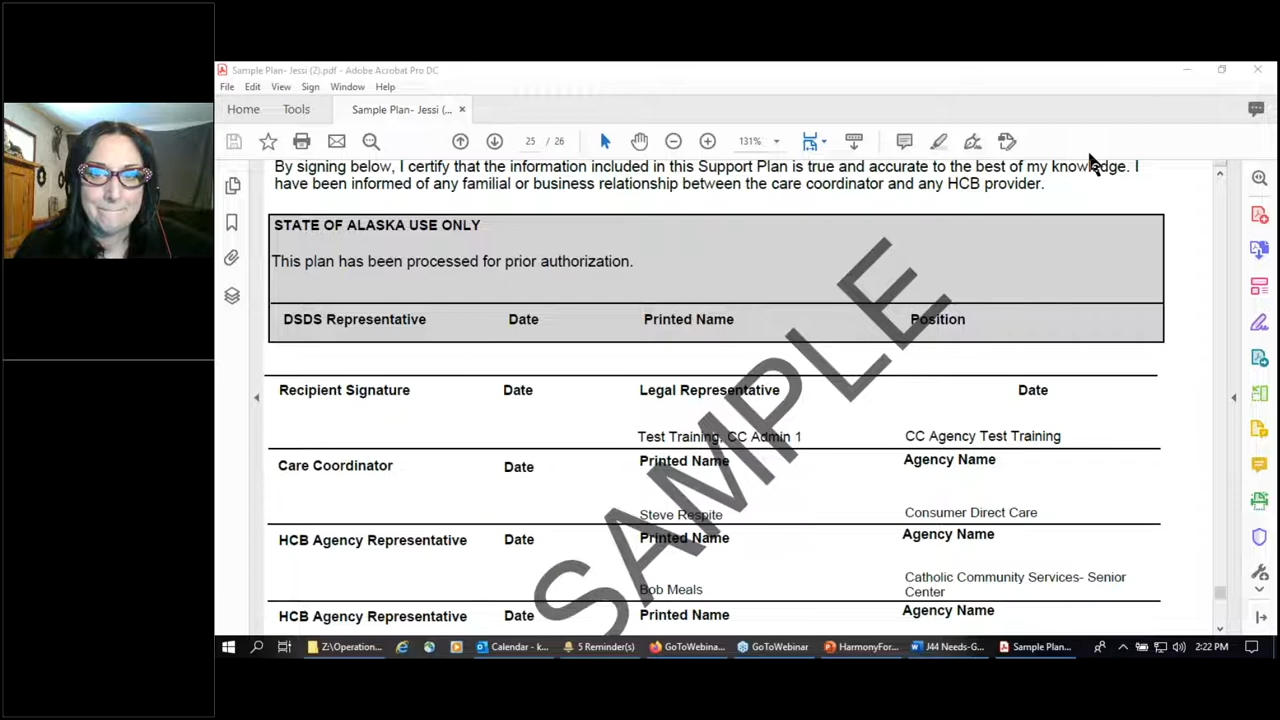 Sample Plan- Jessi (2).pdf - Adobe Acrobat Pro DC
File Edit View Sign Window Help
Home Tools Sample Plan- Jessi (... ×
25 / 26 131%
By signing below, I certify that the information included in this Support Plan is true and accurate to the best of my knowledge. I
have been informed of any familial or business relationship between the care coordinator and any HCB provider.
STATE OF ALASKA USE ONLY
This plan has been processed for prior authorization.
DSDS Representative Date Printed Name Position
Recipient Signature Date Legal Representative Date
Test Training, CC Admin 1 CC Agency Test Training
Care Coordinator Date Printed Name Agency Name
Steve Respite Consumer Direct Care
HCB Agency Representative Date Printed Name Agency Name
Bob Meals Catholic Community Services- Senior
Center
HCB Agency Representative Date Printed Name Agency Name
SAMPLE
Z:\Operation... Calendar - k... 5 Reminder(s) GoToWebina... GoToWebinar HarmonyFor... J44 Needs-G... Sample Plan... 2:22 PM